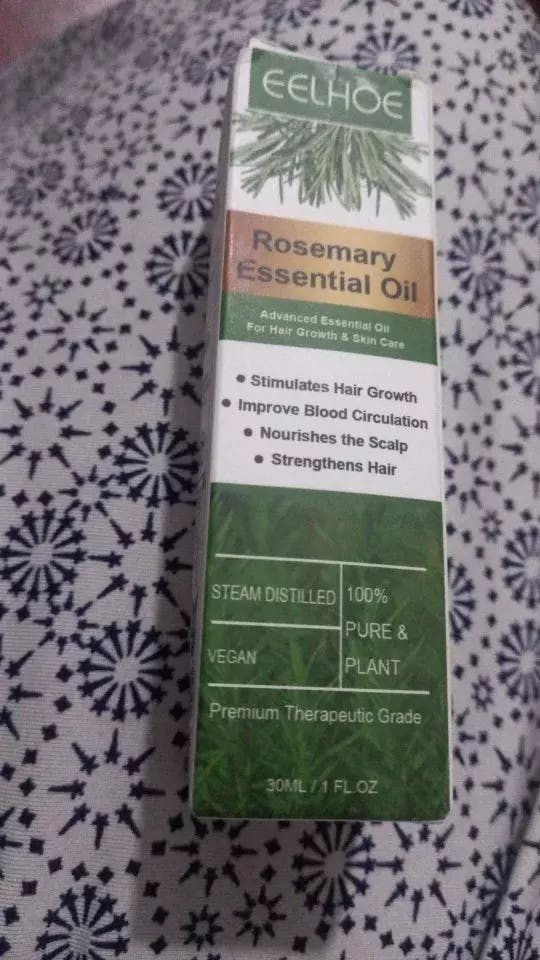 EELHOE
Rosemary
Essential Oil
Advanced Essential Oil
For Hair Growth & Skin Care
• Stimulates Hair Growth
• Improve Blood Circulation
• Nourishes the Scalp
• Strengthens Hair
STEAM DISTILLED
VEGAN
100%
PURE &
PLANT
Premium Therapeutic Grade
30ML / 1 FL.OZ